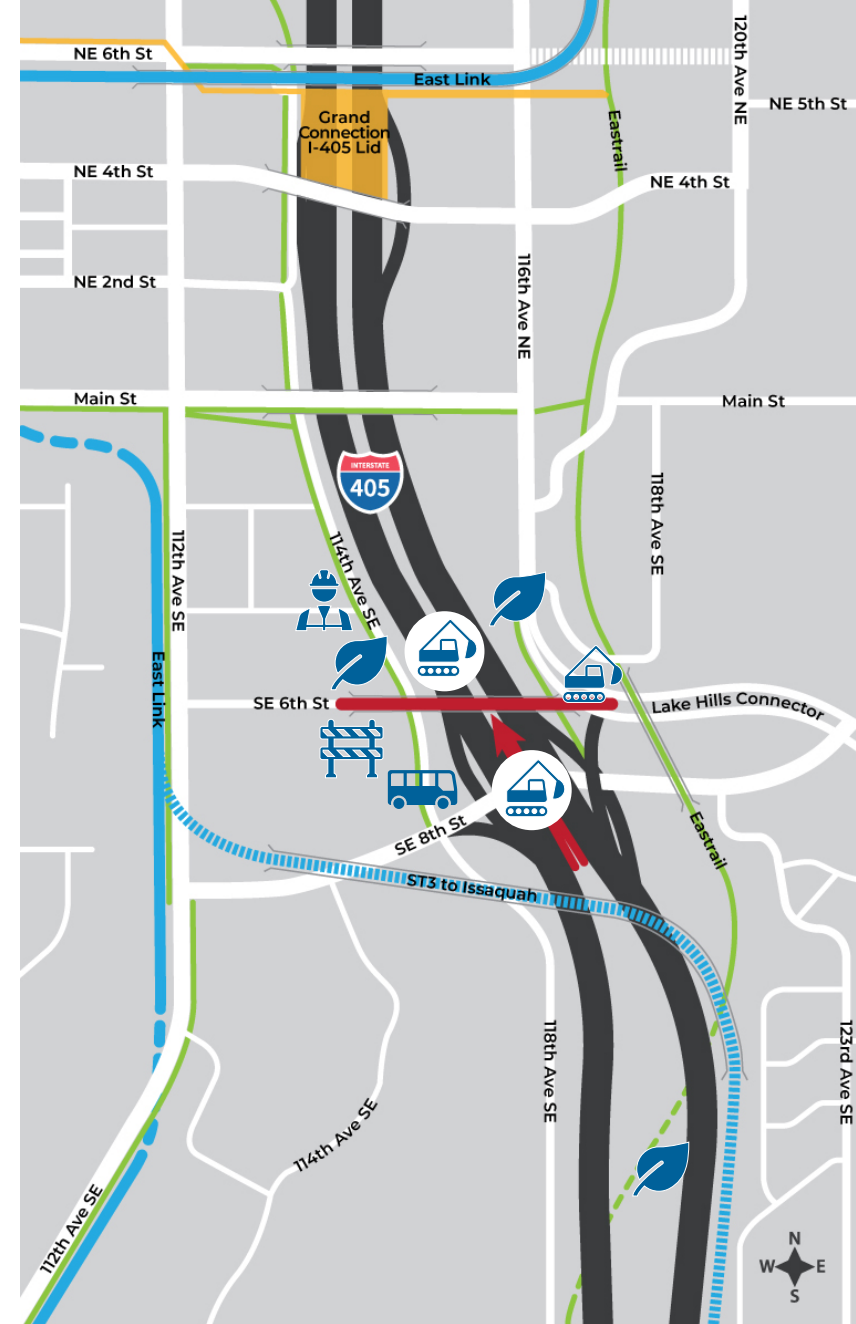 NE 6th St
120th Ave NE
East Link
NE 5th St
Grand
Connection
I-405 Lid
Eastrail
NE 4th St
NE 4th St
116th Ave NE
NE 2nd St
Main St
Main St
INTERSTATE
405
118th Ave SE
112th Ave SE
114th Ave SE
East Link
SE 6th St
Lake Hills Connector
SE 8th St
Eastrail
ST3 to Issaquah
118th Ave SE
123rd Ave SE
114th Ave SE
112th Ave SE
N
W
E
S